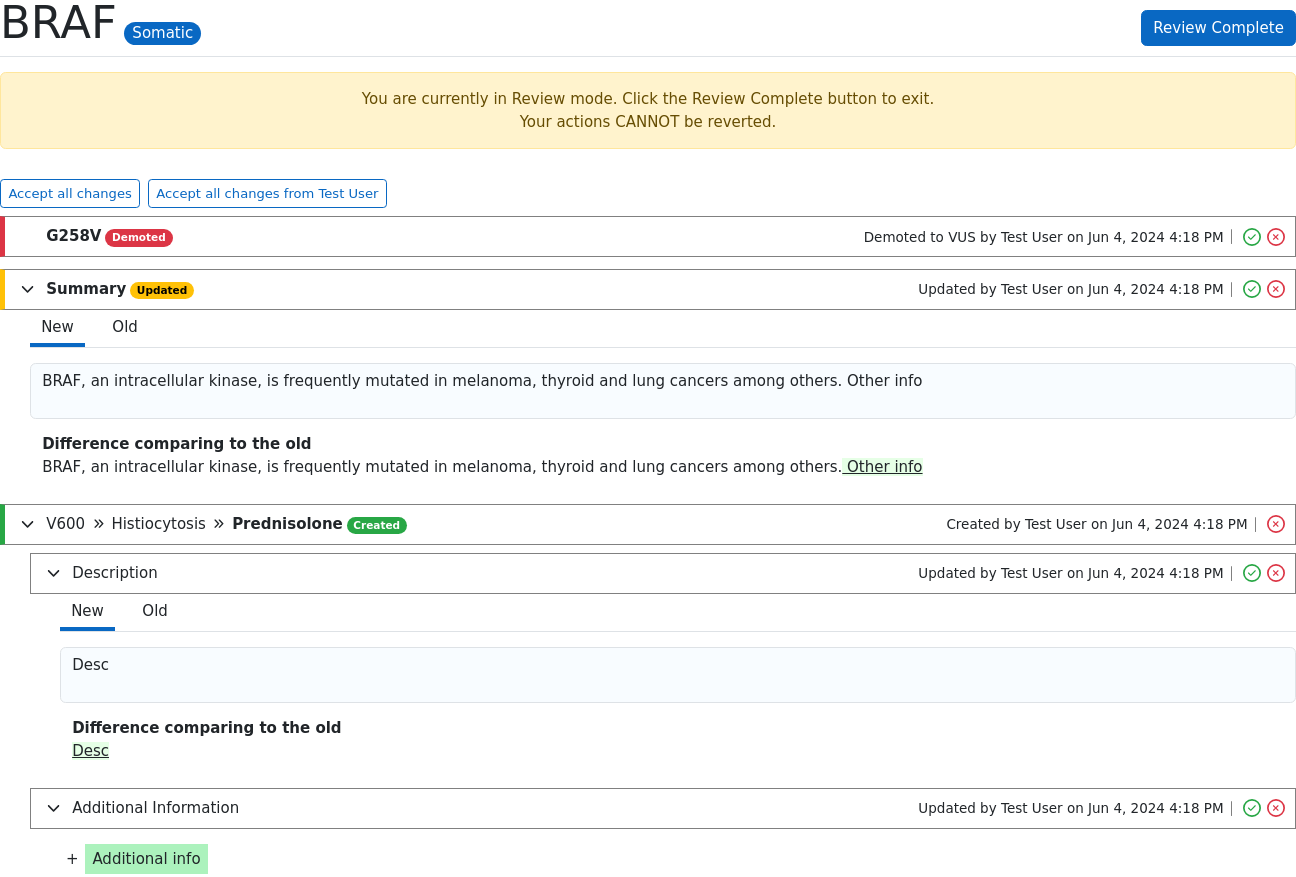 BRAF Somatic Review Complete
You are currently in Review mode. Click the Review Complete button to exit.
Your actions CANNOT be reverted.
Accept all changes Accept all changes from Test User
G258V Demoted Demoted to VUS by Test User on Jun 4, 2024 4:18 PM
Summary Updated Updated by Test User on Jun 4, 2024 4:18 PM
New Old
BRAF, an intracellular kinase, is frequently mutated in melanoma, thyroid and lung cancers among others. Other info
Difference comparing to the old
BRAF, an intracellular kinase, is frequently mutated in melanoma, thyroid and lung cancers among others. Other info
V600 » Histiocytosis » Prednisolone Created Created by Test User on Jun 4, 2024 4:18 PM
Description Updated by Test User on Jun 4, 2024 4:18 PM
New Old
Desc
Difference comparing to the old
Desc
Additional Information Updated by Test User on Jun 4, 2024 4:18 PM
+ Additional info